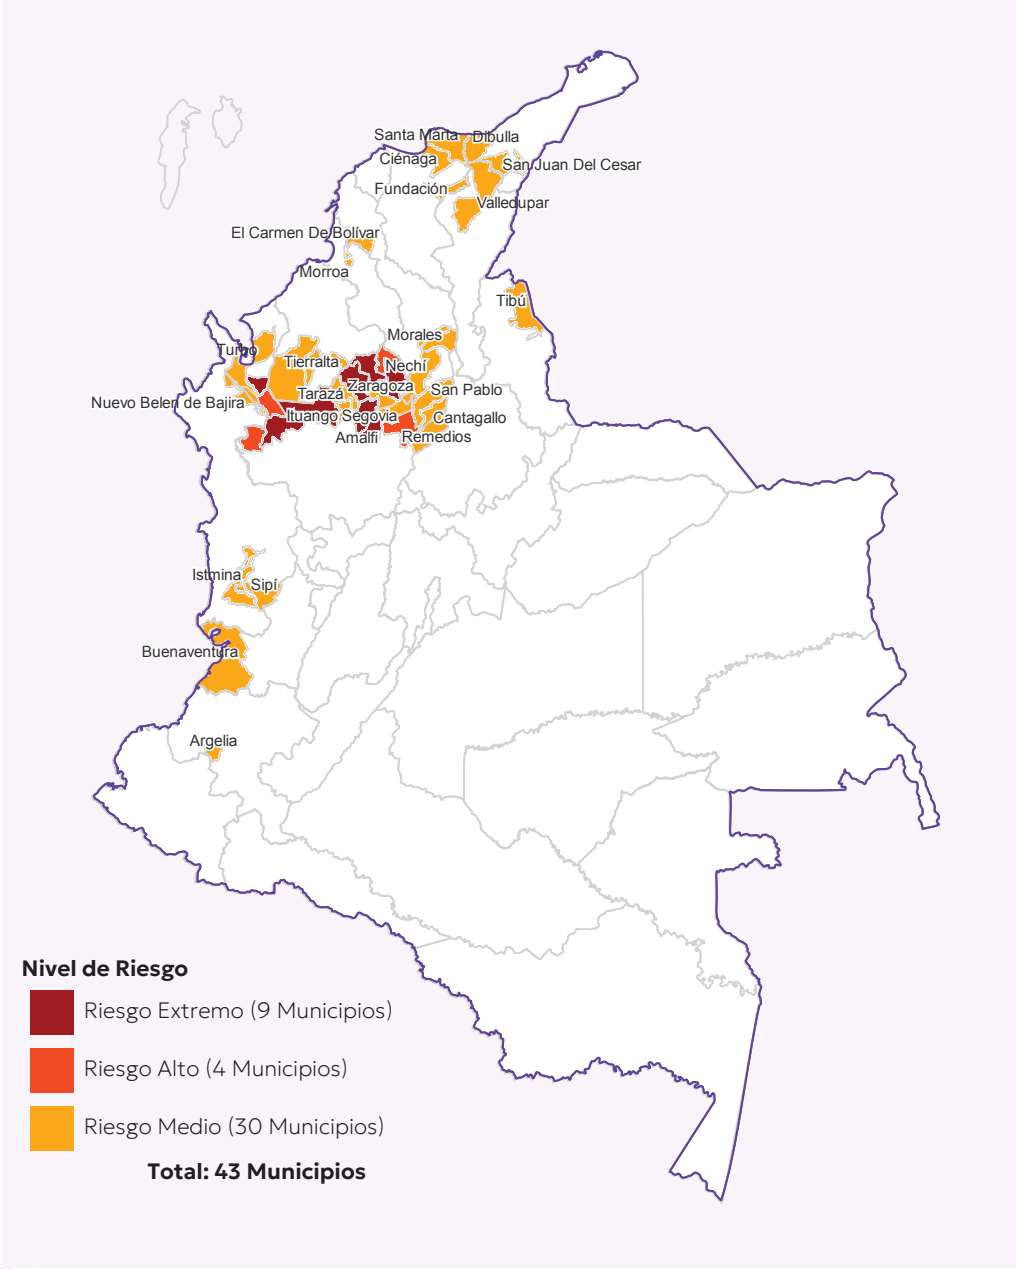 Santa Marta
Dibulla
Ciénaga
San Juan Del Cesar
Fundación
Valledupar
El Carmen De Bolívar
Morroa
Tibú
Morales
Turbo
Tierralta
Nechí
Zaragoza
Tarazá
San Pablo
Nuevo Belen de Bajira
Ituango
Segovia
Cantagallo
Amalfi
Remedios
Istmina
Sipí
Buenaventura
Argelia
Nivel de Riesgo
Riesgo Extremo (9 Municipios)
Riesgo Alto (4 Municipios)
Riesgo Medio (30 Municipios)
Total: 43 Municipios